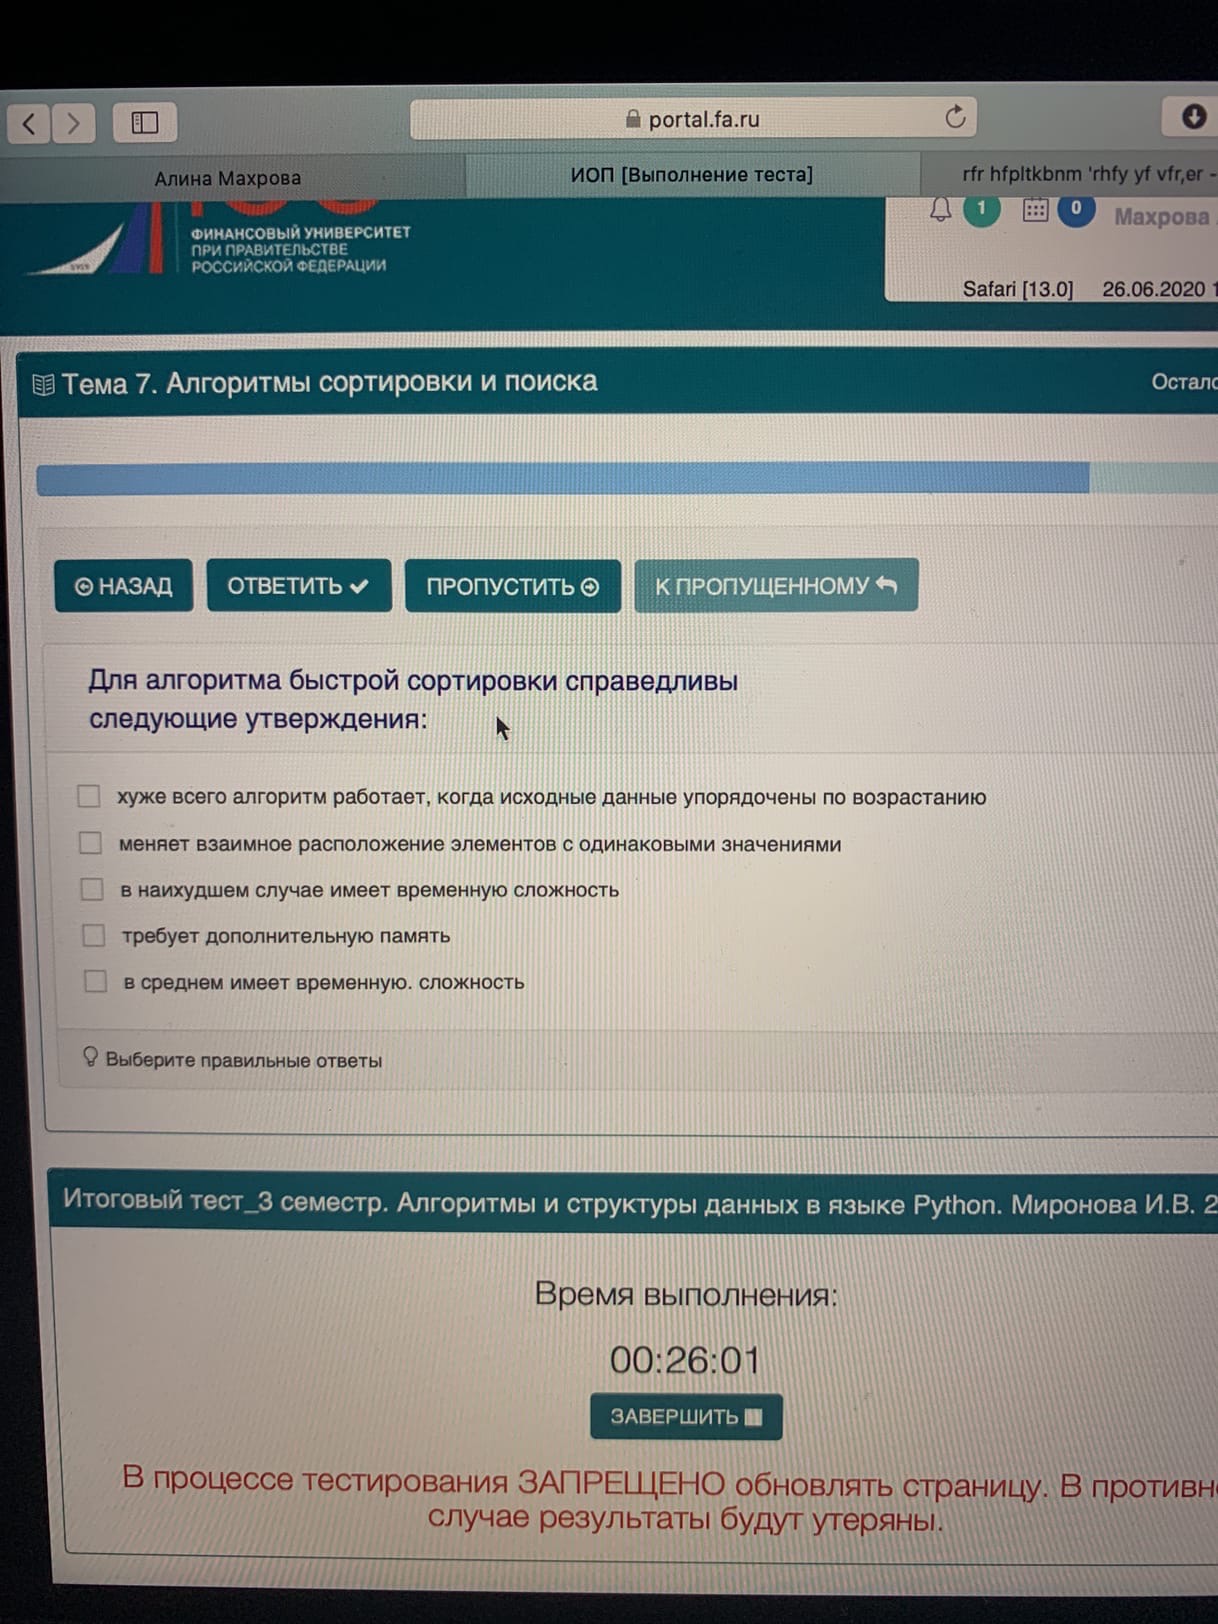 portal.fa.ru
Алина Махрова
ИОП [Выполнение теста]
rfr hfpltkbnm 'rhfy yf vfr,er -
ФИНАНСОВЫЙ УНИВЕРСИТЕТ
ПРИ ПРАВИТЕЛЬСТВЕ
РОССИЙСКОЙ ФЕДЕРАЦИИ
1
0
Махрова
Safari [13.0] 26.06.2020 1
Тема 7. Алгоритмы сортировки и поиска
Остало
НАЗАД
ОТВЕТИТЬ
ПРОПУСТИТЬ
К ПРОПУЩЕННОМУ
Для алгоритма быстрой сортировки справедливы
следующие утверждения:
хуже всего алгоритм работает, когда исходные данные упорядочены по возрастанию
меняет взаимное расположение элементов с одинаковыми значениями
в наихудшем случае имеет временную сложность
требует дополнительную память
в среднем имеет временную. сложность
Выберите правильные ответы
Итоговый тест_3 семестр. Алгоритмы и структуры данных в языке Python. Миронова И.В. 2
Время выполнения:
00:26:01
ЗАВЕРШИТЬ
В процессе тестирования ЗАПРЕЩЕНО обновлять страницу. В противн
случае результаты будут утеряны.